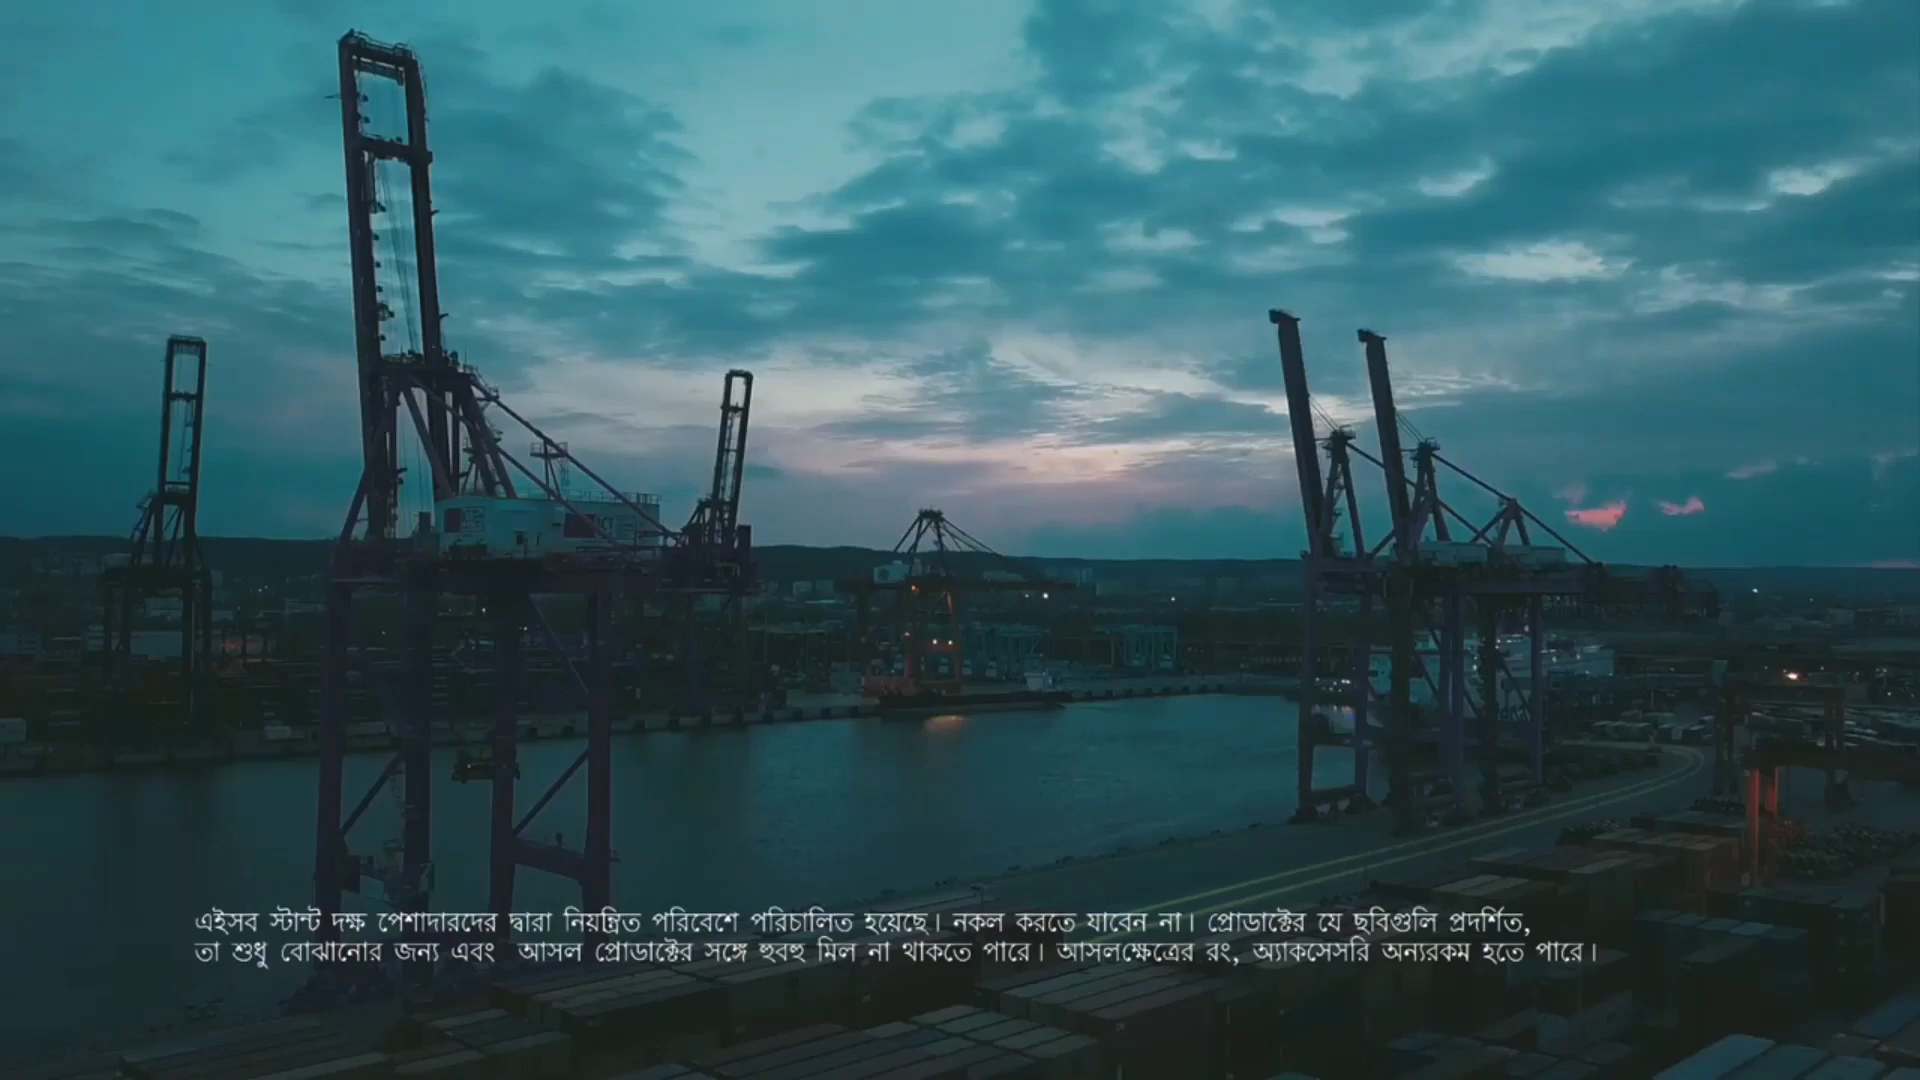 এইসব স্টান্ট দক্ষ পেশাদারদের দ্বারা নিয়ন্ত্রিত পরিবেশে পরিচালিত হয়েছে। নকল করতে যাবেন না। প্রোডাক্টের যে ছবিগুলি প্রদর্শিত,
তা শুধু বোঝানোর জন্য এবং আসল প্রোডাক্টের সঙ্গে হুবহু মিল না থাকতে পারে। আসলক্ষেত্রের রং, অ্যাকসেসরি অন্যরকম হতে পারে।